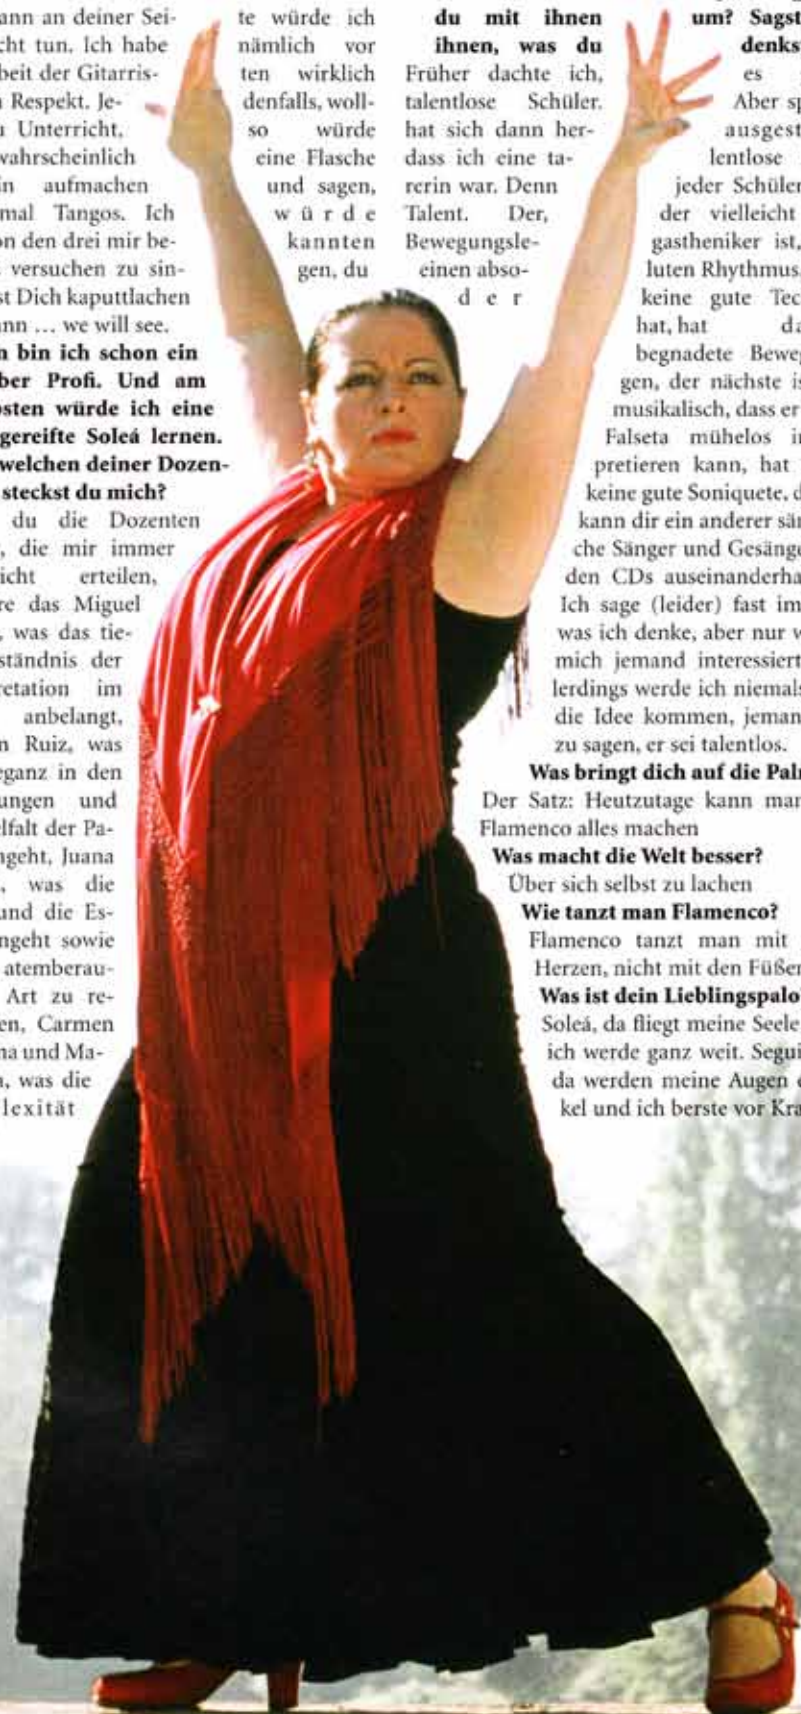 ann an deiner Sei- te würde ich
cht tun. Ich habe nämlich vor
beit der Gitarris- ten wirklich
Respekt. Je- denfalls, woll-
Unterricht, so würde
wahrscheinlich eine Flasche
in aufmachen und sagen,
mal Tangos. Ich würde
on den drei mir be- kannten
versuchen zu sin- gen, du
st Dich kaputtlachen
ann … we will see.
n bin ich schon ein
ber Profi. Und am
bsten würde ich eine
gereifte Soleá lernen.
welchen deiner Dozen-
steckst du mich?
du die Dozenten
, die mir immer
icht erteilen,
re das Miguel
, was das tie-
ständnis der
retation im
anbelangt,
n Ruiz, was
eganz in den
ungen und
elfalt der Pa-
ngeht, Juana
, was die
und die Es-
ngeht sowie
atemberau-
Art zu re-
en, Carmen
na und Ma-
a, was die
lexität
du mit ihnen um? Sagst
ihnen, was du denks
Früher dachte ich, es
talentlose Schüler. Aber sp
hat sich dann her- ausgest
dass ich eine ta- lentlose
rerin war. Denn jeder Schüler
Talent. Der, der vielleicht
Bewegungsle- gastheniker ist,
einen abso- luten Rhythmus,
der keine gute Tec
hat, hat da
begnadete Beweg
gen, der nächste is
musikalisch, dass er
Falseta mühelos in
pretieren kann, hat
keine gute Soniquete, d
kann dir ein anderer sän
che Sänger und Gesänge
den CDs auseinanderha
Ich sage (leider) fast im
was ich denke, aber nur w
mich jemand interessiert
lerdings werde ich niemals
die Idee kommen, jeman
zu sagen, er sei talentlos.
Was bringt dich auf die Paln
Der Satz: Heutzutage kann man
Flamenco alles machen
Was macht die Welt besser?
Über sich selbst zu lachen
Wie tanzt man Flamenco?
Flamenco tanzt man mit
Herzen, nicht mit den Füßen
Was ist dein Lieblingspalo?
Soleá, da fliegt meine Seele
ich werde ganz weit. Segui
da werden meine Augen d
kel und ich berste vor Kra